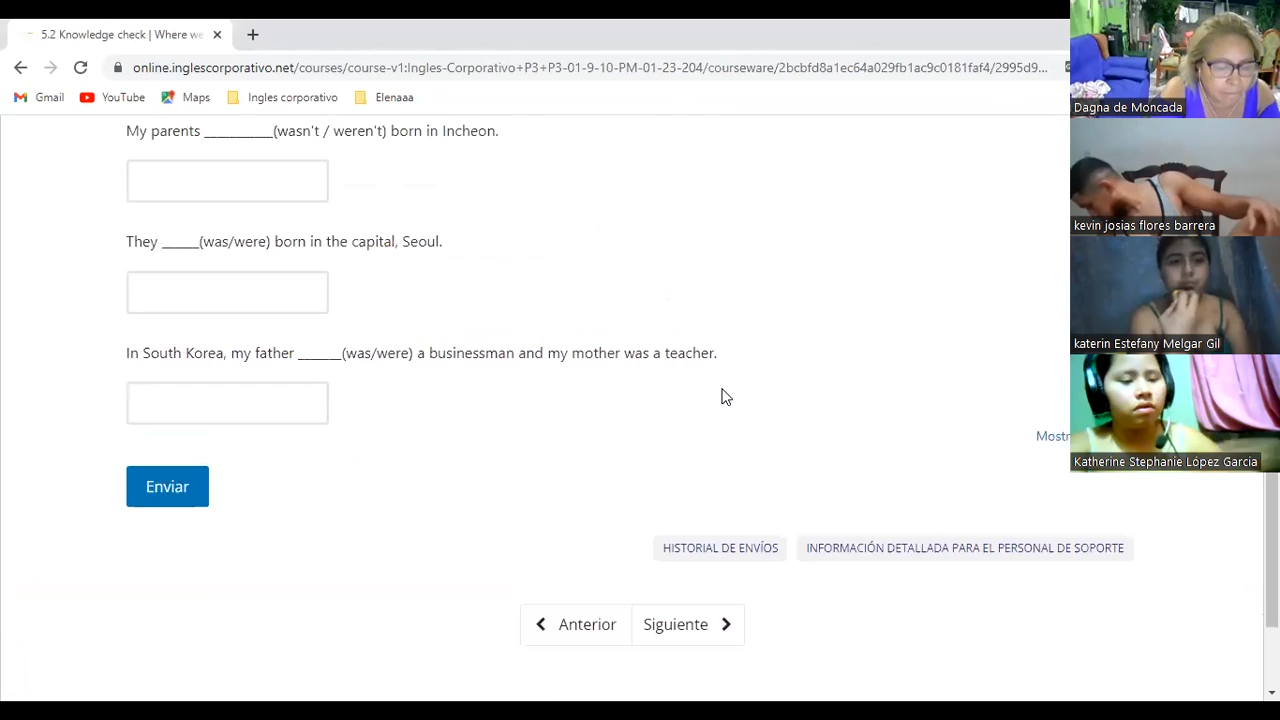 5.2 Knowledge check | Where we
online.inglescorporativo.net/courses/course-v1:Ingles-Corporativo+P3+P3-01-9-10-PM-01-23-204/courseware/2bcbfd8a1ec64a029fb1ac9c0181faf4/2995d9...
Gmail YouTube Maps Ingles corporativo Elenaaa
My parents ___________(wasn't / weren't) born in Incheon.
They ______(was/were) born in the capital, Seoul.
In South Korea, my father _______(was/were) a businessman and my mother was a teacher.
Mostr
Enviar
HISTORIAL DE ENVÍOS INFORMACIÓN DETALLADA PARA EL PERSONAL DE SOPORTE
Anterior Siguiente
Dagna de Moncada
kevin josias flores barrera
katerin Estefany Melgar Gil
Katherine Stephanie López Garcia